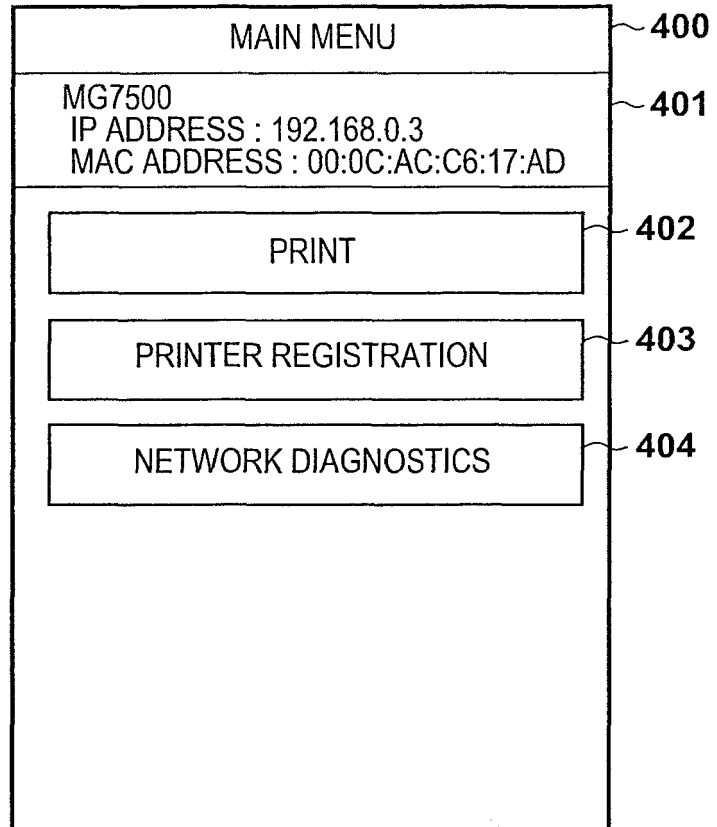 MAIN MENU 400
MG7500 401
IP ADDRESS : 192.168.0.3
MAC ADDRESS : 00:0C:AC:C6:17:AD
PRINT 402
PRINTER REGISTRATION 403
NETWORK DIAGNOSTICS 404